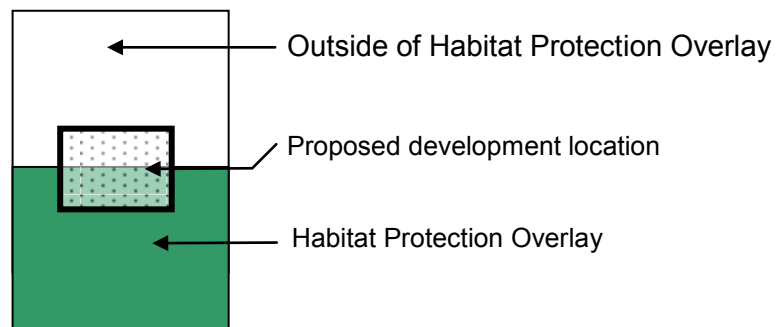 Outside of Habitat Protection Overlay
Proposed development location
Habitat Protection Overlay